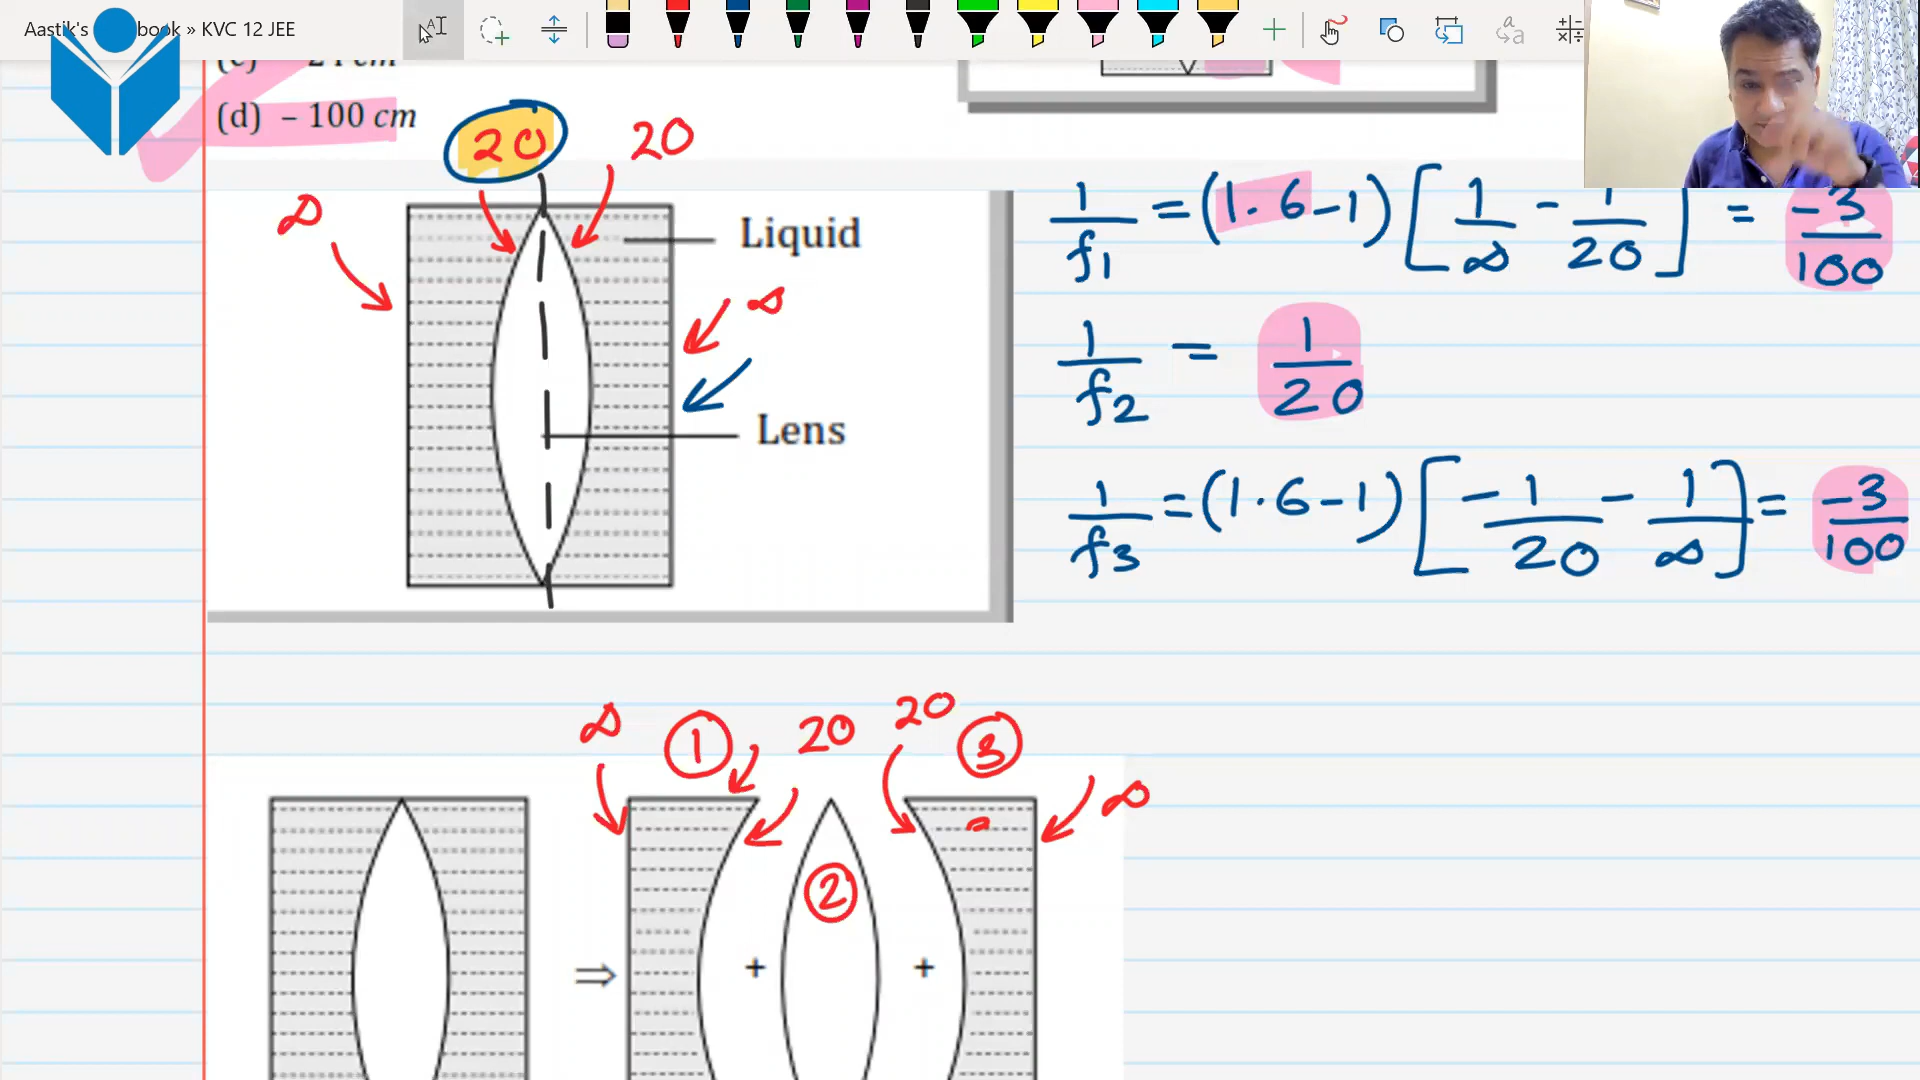 Aastik's book » KVC 12 JEE
(d) – 100 cm
20
20
∞
Liquid
∞
Lens
1/f1 = (1.6-1) [1/∞ - 1/20] = -3/100
1/f2 = 1/20
1/f3 = (1.6-1) [-1/20 - 1/∞] = -3/100
∞ ① 20 20 ③ ∞
②
⇒ + +